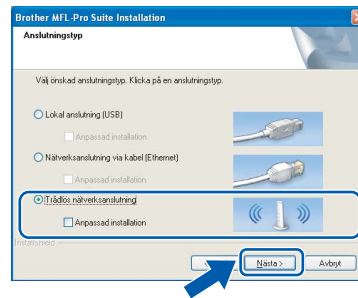 Brother MFL-Pro Suite Installation
Anslutningstyp
Välj önskad anslutningstyp. Klicka på en anslutningstyp.
Lokal anslutning (USB)
Anpassad installation
Nätverksanslutning via kabel (Ethernet)
Anpassad installation
Trådlös nätverksanslutning
Anpassad installation
InstallShield
< Nästa > Avbryt